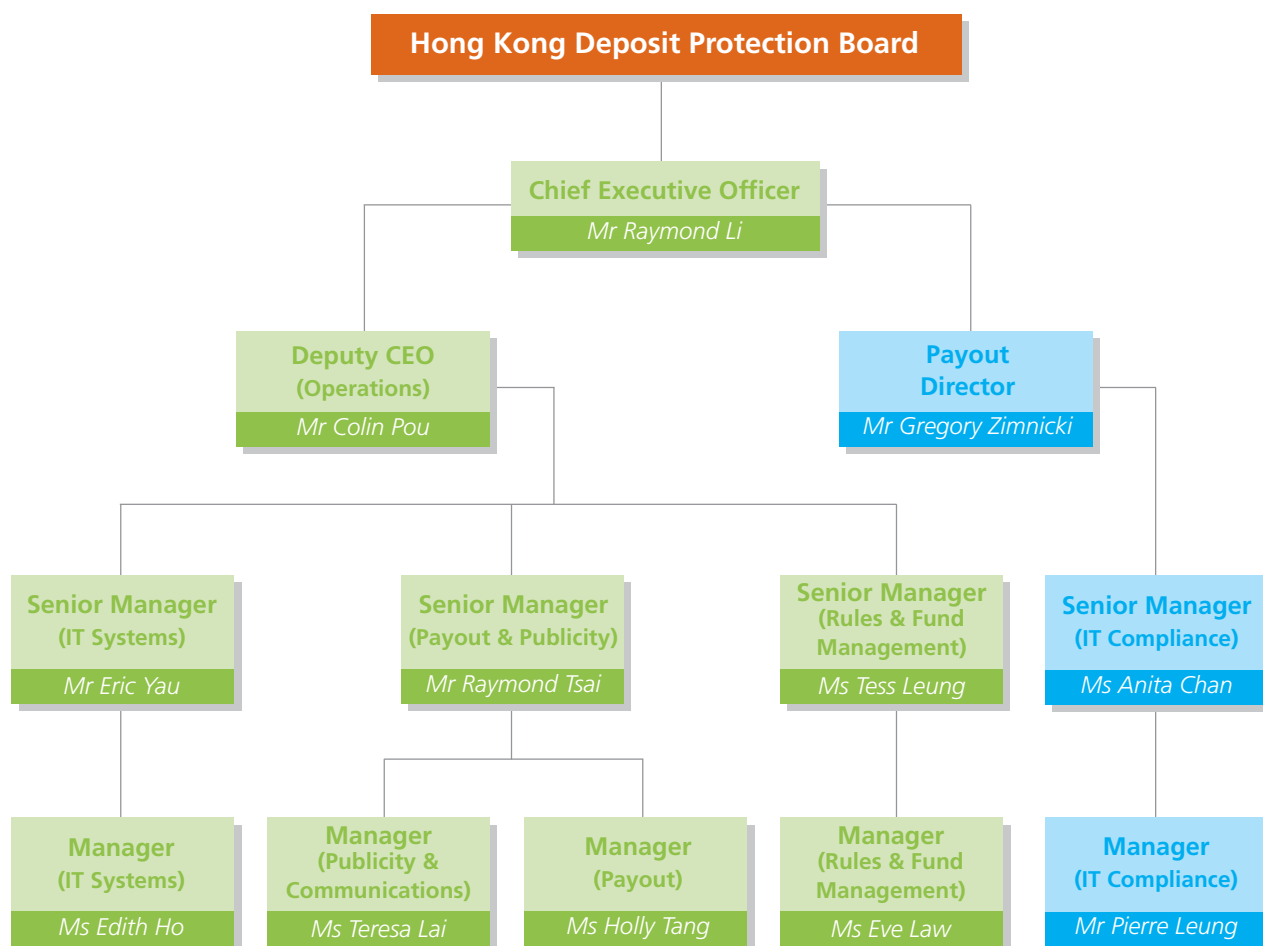 Hong Kong Deposit Protection Board
Chief Executive Officer
Mr Raymond Li
Deputy CEO
(Operations)
Mr Colin Pou
Payout
Director
Mr Gregory Zimnicki
Senior Manager
(IT Systems)
Mr Eric Yau
Senior Manager
(Payout & Publicity)
Mr Raymond Tsai
Senior Manager
(Rules & Fund
Management)
Ms Tess Leung
Senior Manager
(IT Compliance)
Ms Anita Chan
Manager
(IT Systems)
Ms Edith Ho
Manager
(Publicity &
Communications)
Ms Teresa Lai
Manager
(Payout)
Ms Holly Tang
Manager
(Rules & Fund
Management)
Ms Eve Law
Manager
(IT Compliance)
Mr Pierre Leung